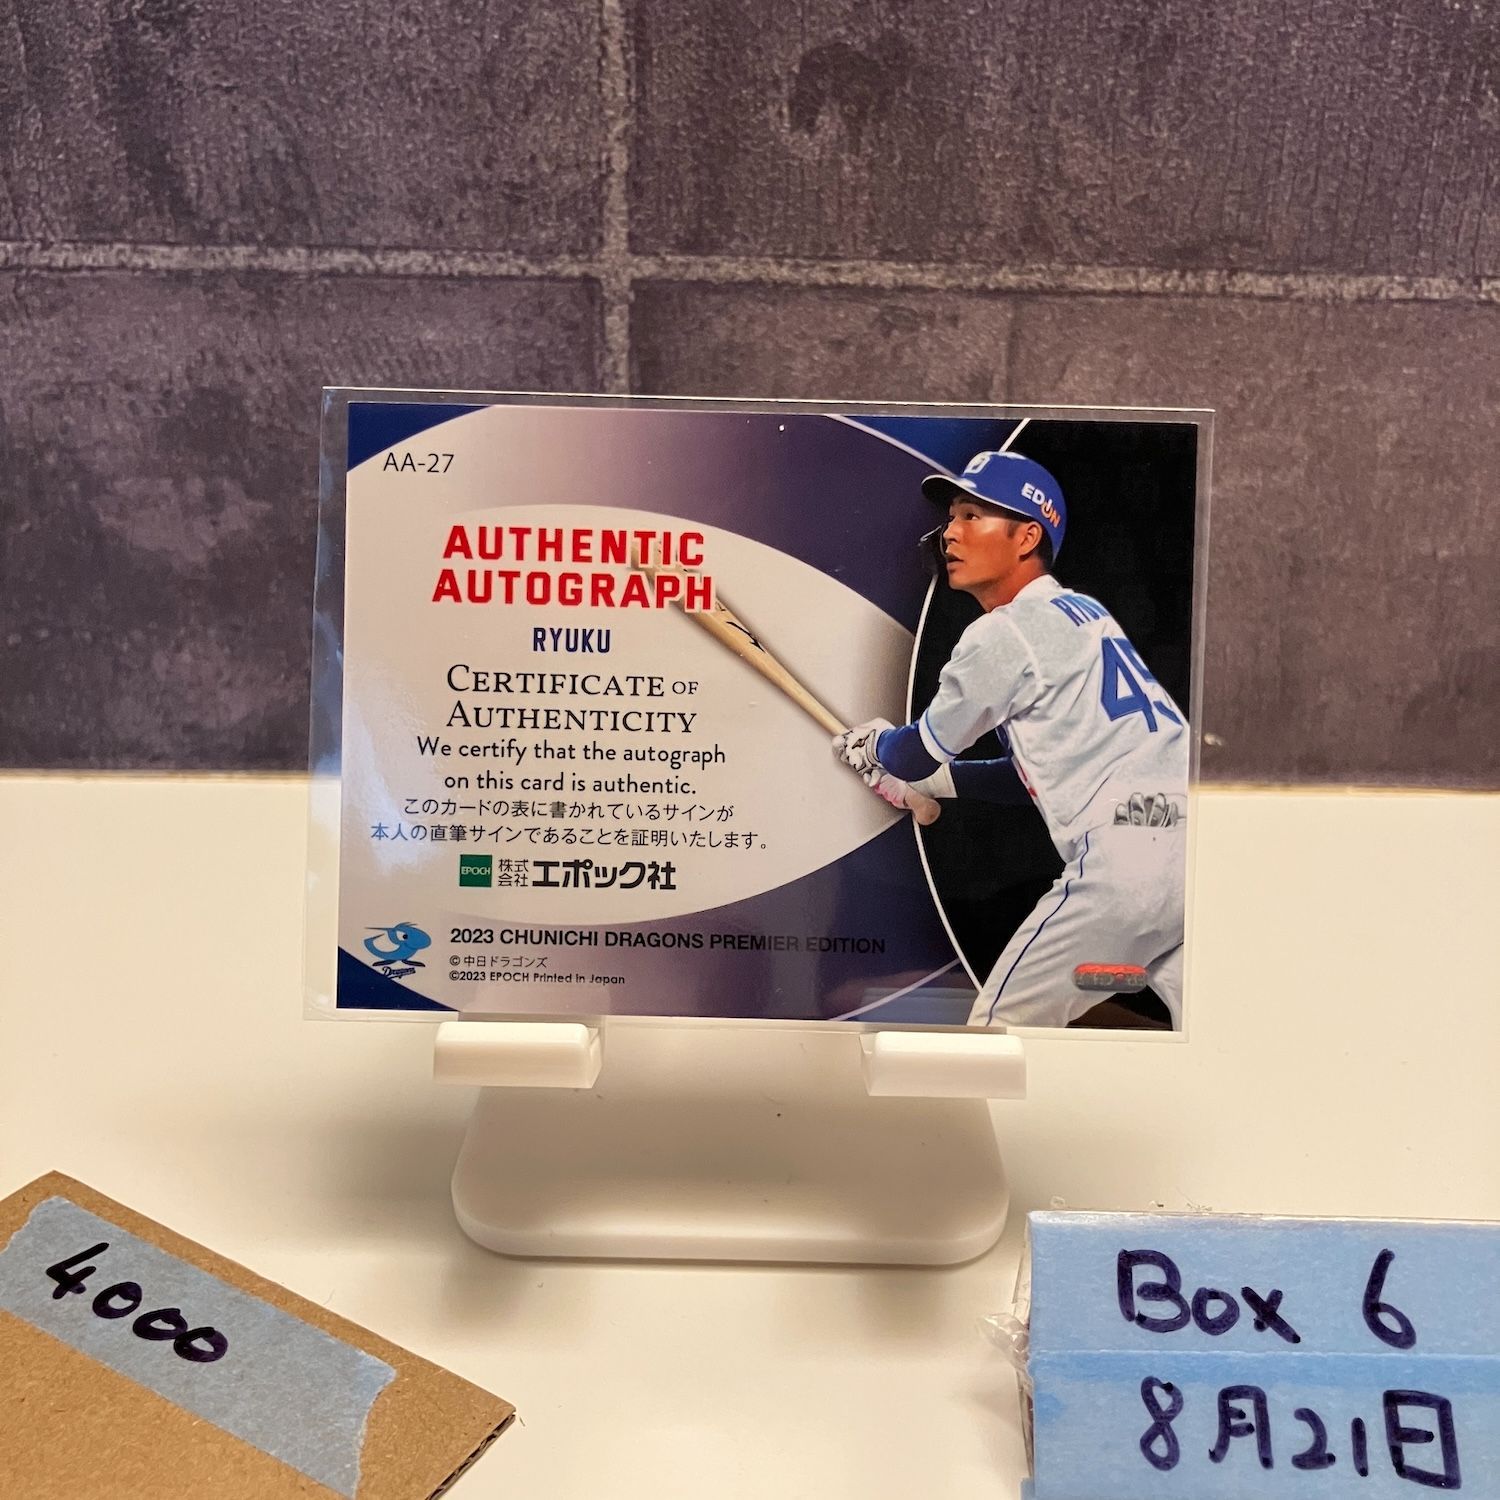 AA-27
AUTHENTIC
AUTOGRAPH
RYUKU
CERTIFICATE OF
AUTHENTICITY
We certify that the autograph
on this card is authentic.
このカードの表に書かれているサインが
本人の直筆サインであることを証明いたします。
EPOCH 株式会社 エポック社
Dragons
2023 CHUNICHI DRAGONS PREMIER EDITION
© 中日ドラゴンズ
©2023 EPOCH Printed in Japan
EDION
45
4000
Box 6
8月21日